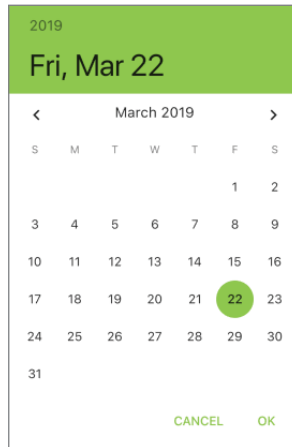 2019
Fri, Mar 22
March 2019
S M T W T F S
1 2
3 4 5 6 7 8 9
10 11 12 13 14 15 16
17 18 19 20 21 22 23
24 25 26 27 28 29 30
31
CANCEL OK